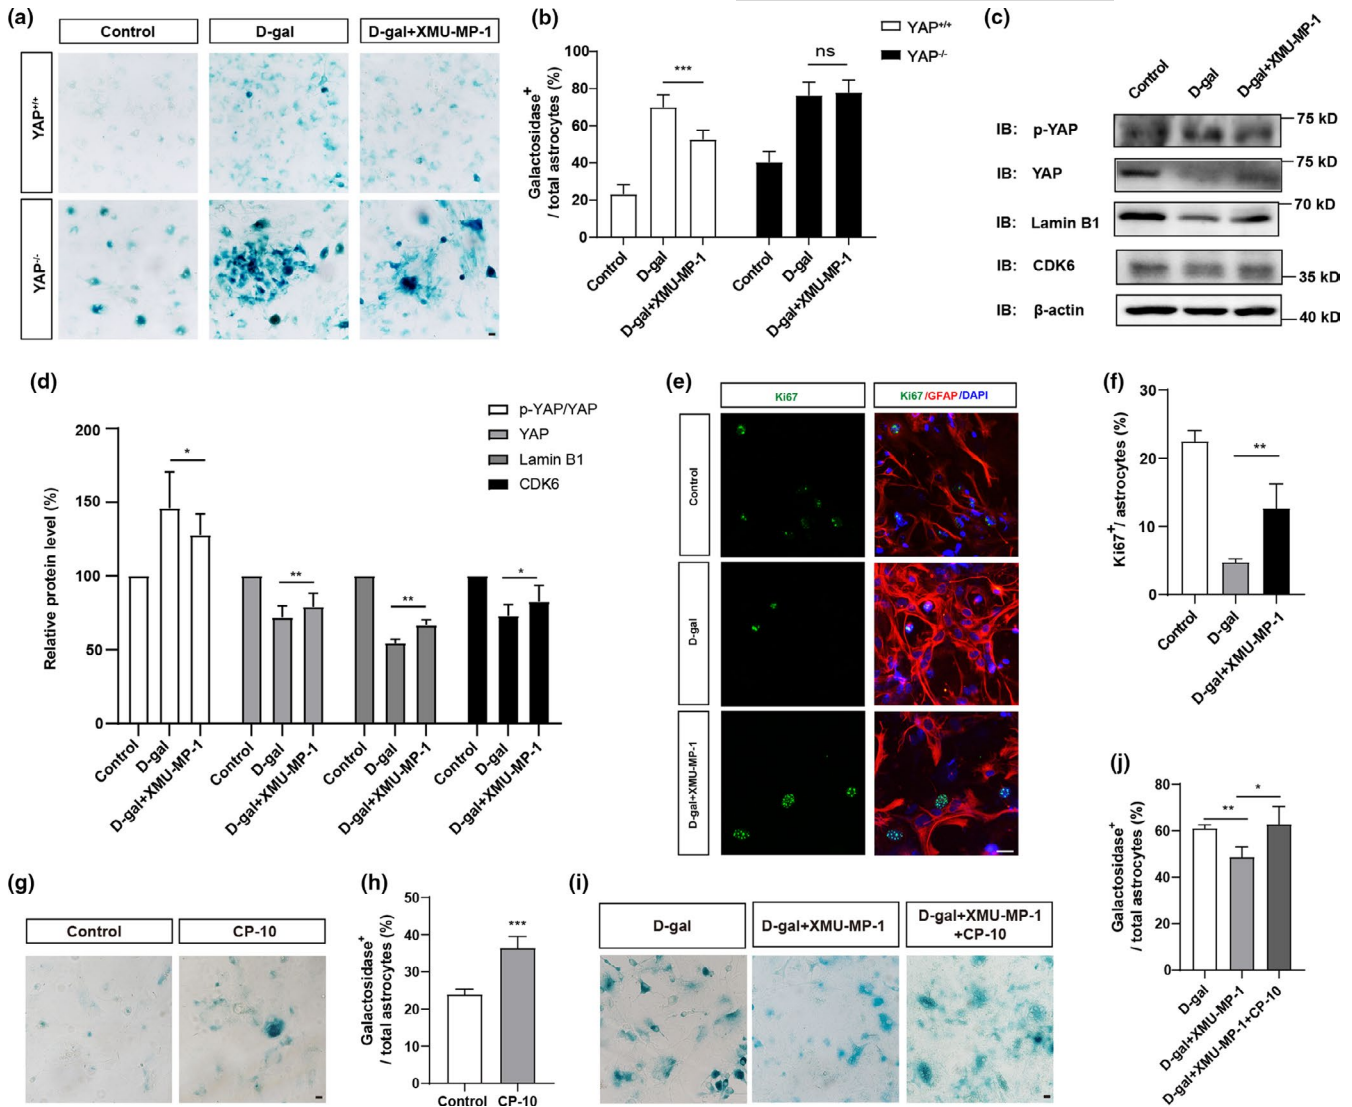 (a)
Control
D-gal
D-gal+XMU-MP-1
YAP+/+
YAP-/-
(b)
Galactosidase+
/ total astrocytes (%)
100
80
60
40
20
0
***
ns
YAP+/+
YAP-/-
Control
D-gal
D-gal+XMU-MP-1
Control
D-gal
D-gal+XMU-MP-1
(c)
Control
D-gal
D-gal+XMU-MP-1
IB: p-YAP
75 kD
IB: YAP
75 kD
IB: Lamin B1
70 kD
IB: CDK6
35 kD
IB: β-actin
40 kD
(d)
Relative protein level (%)
200
150
100
50
0
*
**
**
*
p-YAP/YAP
YAP
Lamin B1
CDK6
Control
D-gal
D-gal+XMU-MP-1
Control
D-gal
D-gal+XMU-MP-1
Control
D-gal
D-gal+XMU-MP-1
Control
D-gal
D-gal+XMU-MP-1
(e)
Ki67
Ki67/GFAP/DAPI
Control
D-gal
D-gal+XMU-MP-1
(f)
Ki67+/ astrocytes (%)
30
20
10
0
**
Control
D-gal
D-gal+XMU-MP-1
(g)
Control
CP-10
(h)
Galactosidase+
/ total astrocytes (%)
50
40
30
20
10
0
***
Control
CP-10
(i)
D-gal
D-gal+XMU-MP-1
D-gal+XMU-MP-1
+CP-10
(j)
Galactosidase+
/ total astrocytes (%)
80
60
40
20
0
**
*
D-gal
D-gal+XMU-MP-1
D-gal+XMU-MP-1+CP-10